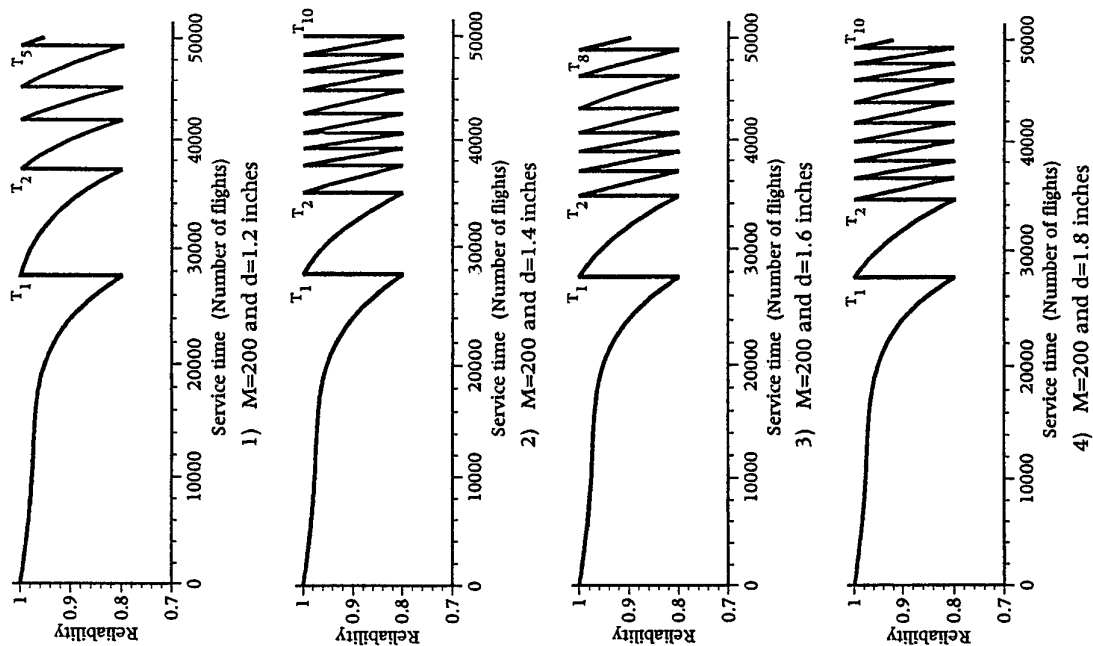 Reliability
1
0.9
0.8
0.7
T1
T2
T5
0
10000
20000
30000
40000
50000
Service time (Number of flights)
1) M=200 and d=1.2 inches
Reliability
1
0.9
0.8
0.7
T1
T2
T10
0
10000
20000
30000
40000
50000
Service time (Number of flights)
2) M=200 and d=1.4 inches
Reliability
1
0.9
0.8
0.7
T1
T2
T8
0
10000
20000
30000
40000
50000
Service time (Number of flights)
3) M=200 and d=1.6 inches
Reliability
1
0.9
0.8
0.7
T1
T2
T10
0
10000
20000
30000
40000
50000
Service time (Number of flights)
4) M=200 and d=1.8 inches